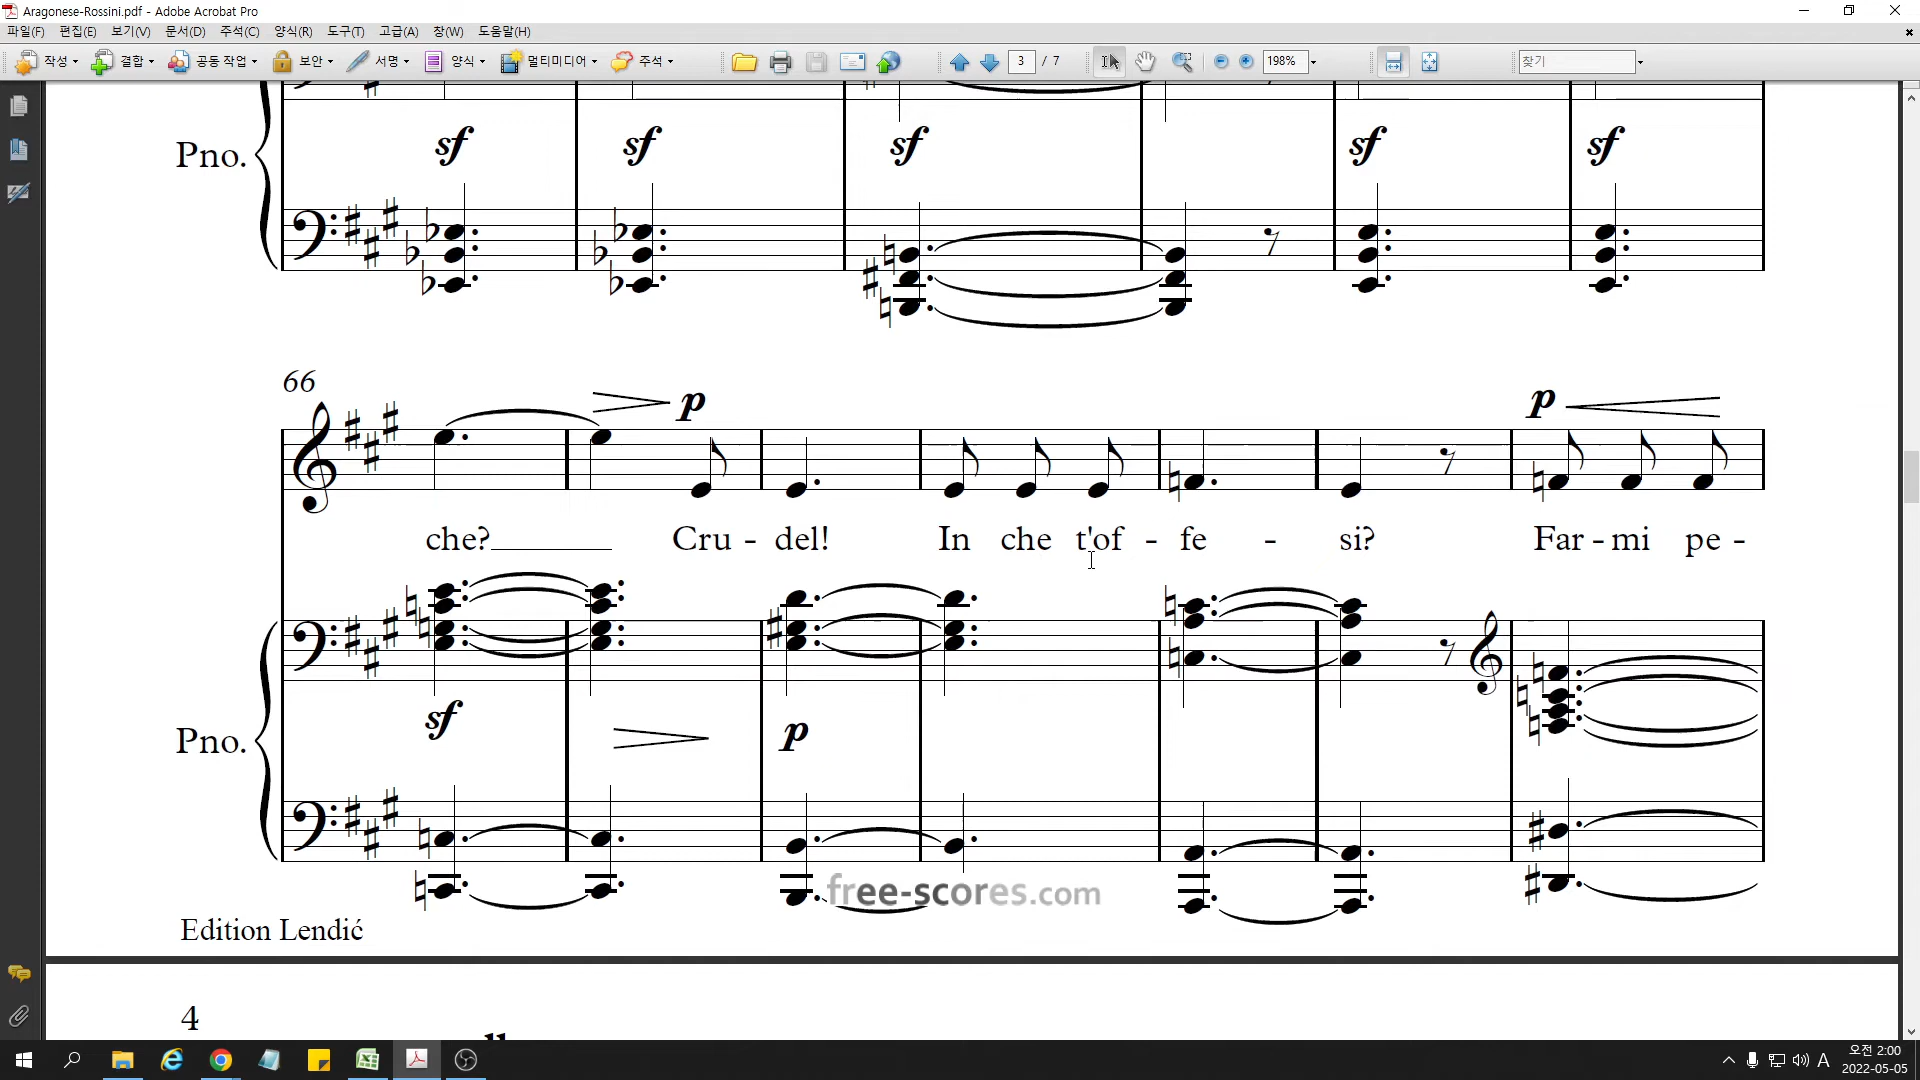 Aragonese-Rossini.pdf - Adobe Acrobat Pro
파일(F) 편집(E) 보기(V) 문서(D) 주석(C) 양식(R) 도구(T) 고급(A) 창(W) 도움말(H)
작성 결합 공동 작업 보안 서명 양식 멀티미디어 주석 3 / 7 198% 찾기
sf sf sf sf sf
Pno.
66
p p
che? Cru - del! In che t'of - fe - si? Far - mi pe -
sf p
Pno.
free-scores.com
Edition Lendić
4
A 오전 2:00
2022-05-05